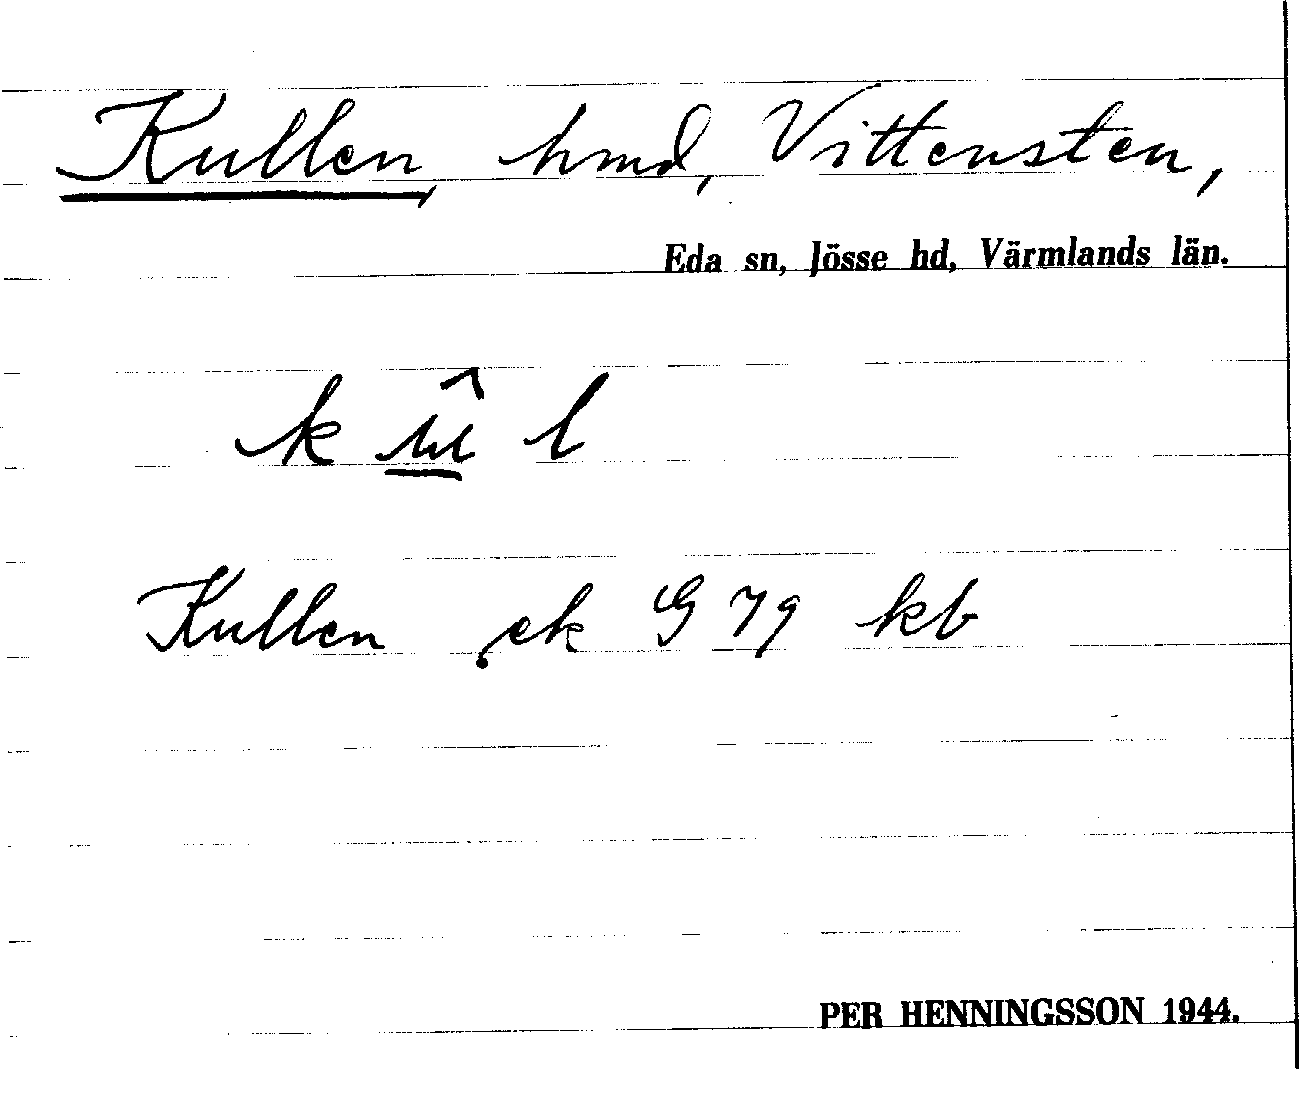 Kullen, hmd, Vittensten,
Eda sn, Jösse hd, Värmlands län.
k û l
Kullen ek G 79 kb
PER HENNINGSSON 1944.